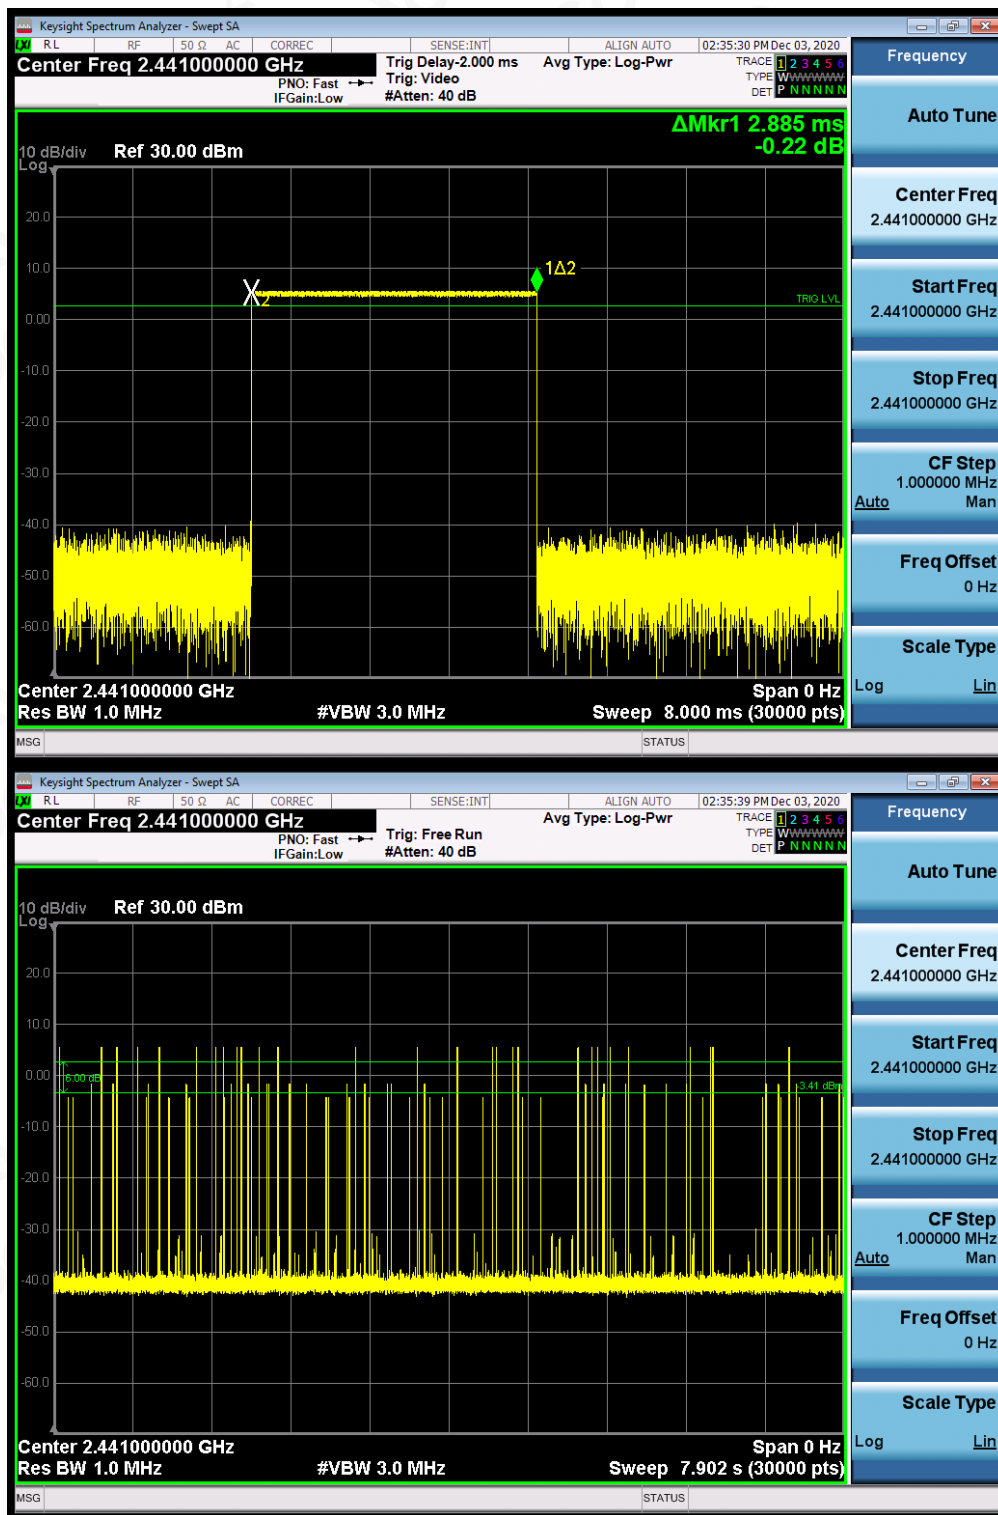 Keysight Spectrum Analyzer - Swept SA
LXI RL RF 50 Ω AC CORREC SENSE:INT ALIGN AUTO 02:35:30 PM Dec 03, 2020
Center Freq 2.441000000 GHz Trig Delay-2.000 ms Avg Type: Log-Pwr TRACE 1 2 3 4 5 6
PNO: Fast Trig: Video TYPE WWWWWWW
IFGain:Low #Atten: 40 dB DET P N N N N N
ΔMkr1 2.885 ms
-0.22 dB
10 dB/div Ref 30.00 dBm
Log
20.0
10.0
1Δ2
X2
TRIG LVL
0.00
-10.0
-20.0
-30.0
-40.0
-50.0
-60.0
Center 2.441000000 GHz Span 0 Hz
Res BW 1.0 MHz #VBW 3.0 MHz Sweep 8.000 ms (30000 pts)
MSG STATUS
Frequency
Auto Tune
Center Freq
2.441000000 GHz
Start Freq
2.441000000 GHz
Stop Freq
2.441000000 GHz
CF Step
1.000000 MHz
Auto Man
Freq Offset
0 Hz
Scale Type
Log Lin
Keysight Spectrum Analyzer - Swept SA
LXI RL RF 50 Ω AC CORREC SENSE:INT ALIGN AUTO 02:35:39 PM Dec 03, 2020
Center Freq 2.441000000 GHz Avg Type: Log-Pwr TRACE 1 2 3 4 5 6
PNO: Fast Trig: Free Run TYPE WWWWWWW
IFGain:Low #Atten: 40 dB DET P N N N N N
10 dB/div Ref 30.00 dBm
Log
20.0
10.0
0.00
6.00 dB
-3.41 dBm
-10.0
-20.0
-30.0
-40.0
-50.0
-60.0
Center 2.441000000 GHz Span 0 Hz
Res BW 1.0 MHz #VBW 3.0 MHz Sweep 7.902 s (30000 pts)
MSG STATUS
Frequency
Auto Tune
Center Freq
2.441000000 GHz
Start Freq
2.441000000 GHz
Stop Freq
2.441000000 GHz
CF Step
1.000000 MHz
Auto Man
Freq Offset
0 Hz
Scale Type
Log Lin